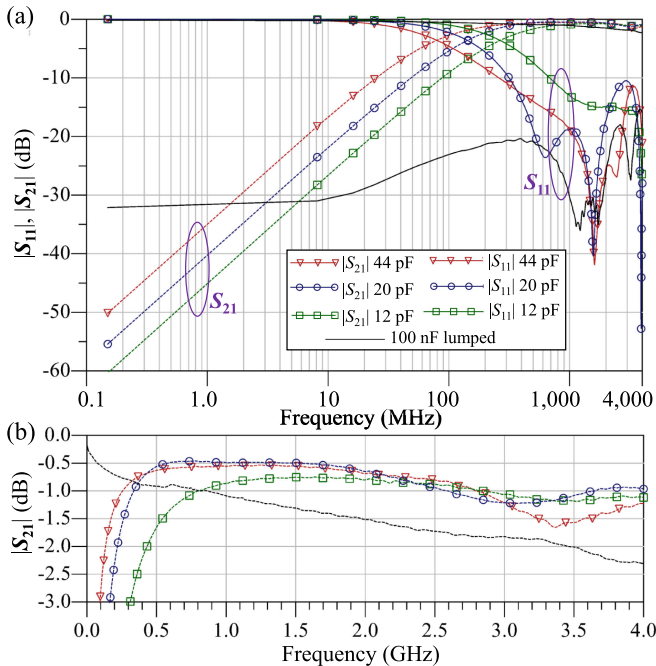 (a)
0
-10
-20
-30
-40
-50
-60
|S11|, |S21| (dB)
S11
S21
|S21| 44 pF |S11| 44 pF
|S21| 20 pF |S11| 20 pF
|S21| 12 pF |S11| 12 pF
100 nF lumped
0.1 1.0 10 100 1,000 4,000
Frequency (MHz)
(b)
0.0
-0.5
-1.0
-1.5
-2.0
-2.5
-3.0
|S21| (dB)
0 0.5 1.0 1.5 2.0 2.5 3.0 3.5 4.0
Frequency (GHz)